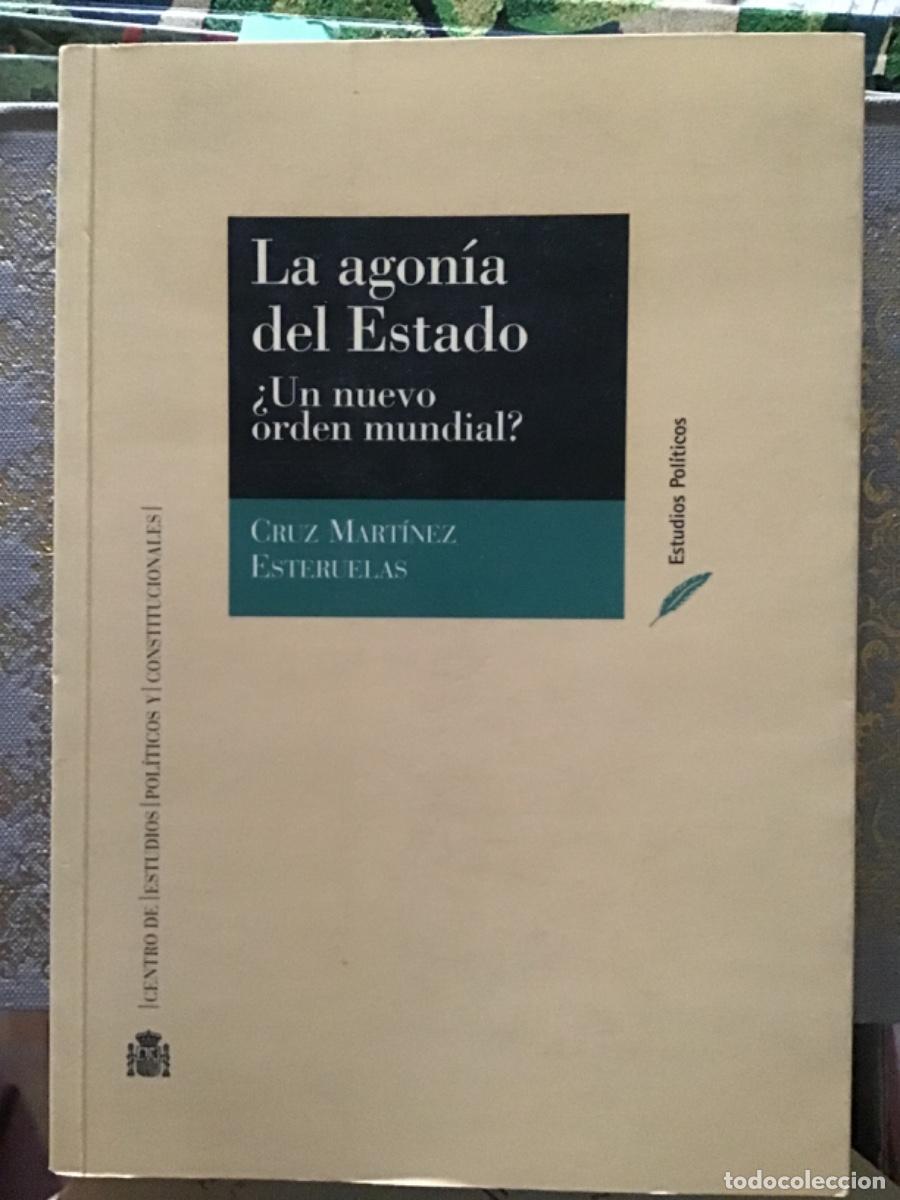 La agonía
del Estado
¿Un nuevo
orden mundial?
CRUZ MARTÍNEZ
ESTERUELAS
Estudios Políticos
|CENTRO DE|ESTUDIOS|POLÍTICOS Y|CONSTITUCIONALES|
todocoleccion